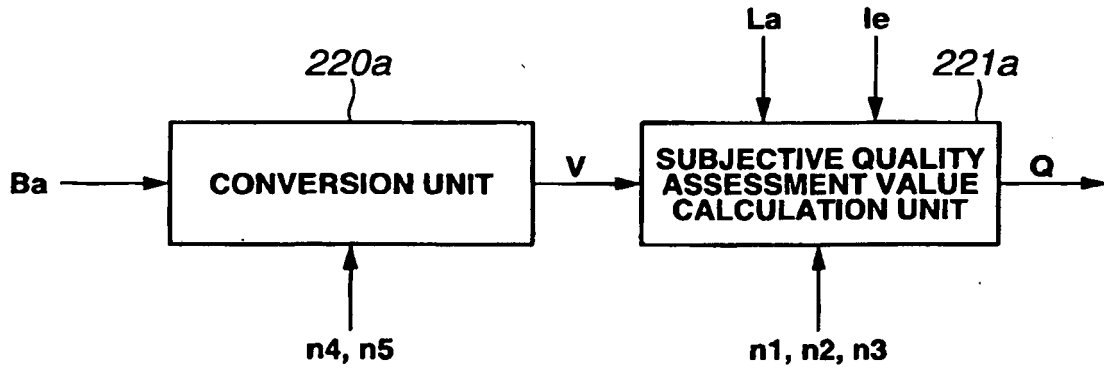 La
Ie
220a
221a
Ba
CONVERSION UNIT
V
SUBJECTIVE QUALITY
ASSESSMENT VALUE
CALCULATION UNIT
Q
n4, n5
n1, n2, n3